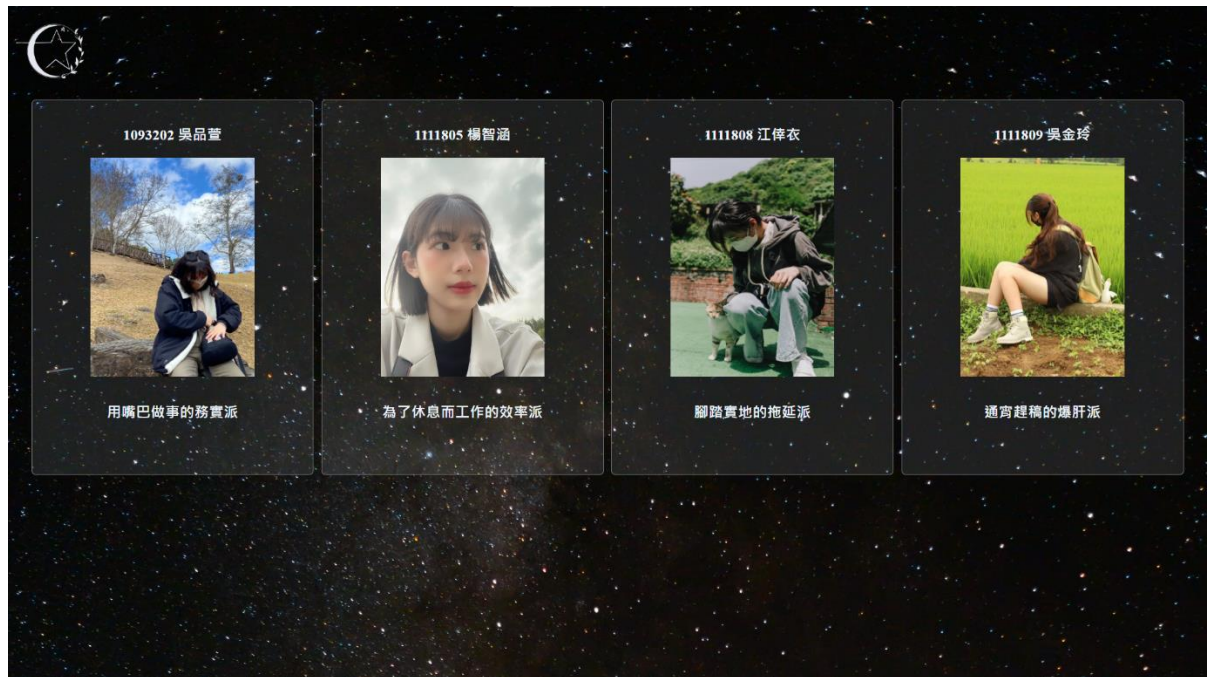 1093202 吳品萱
1111805 楊智涵
1111808 江倖衣
1111809 吳金玲
用嘴巴做事的務實派
為了休息而工作的效率派
腳踏實地的拖延派
通宵趕稿的爆肝派